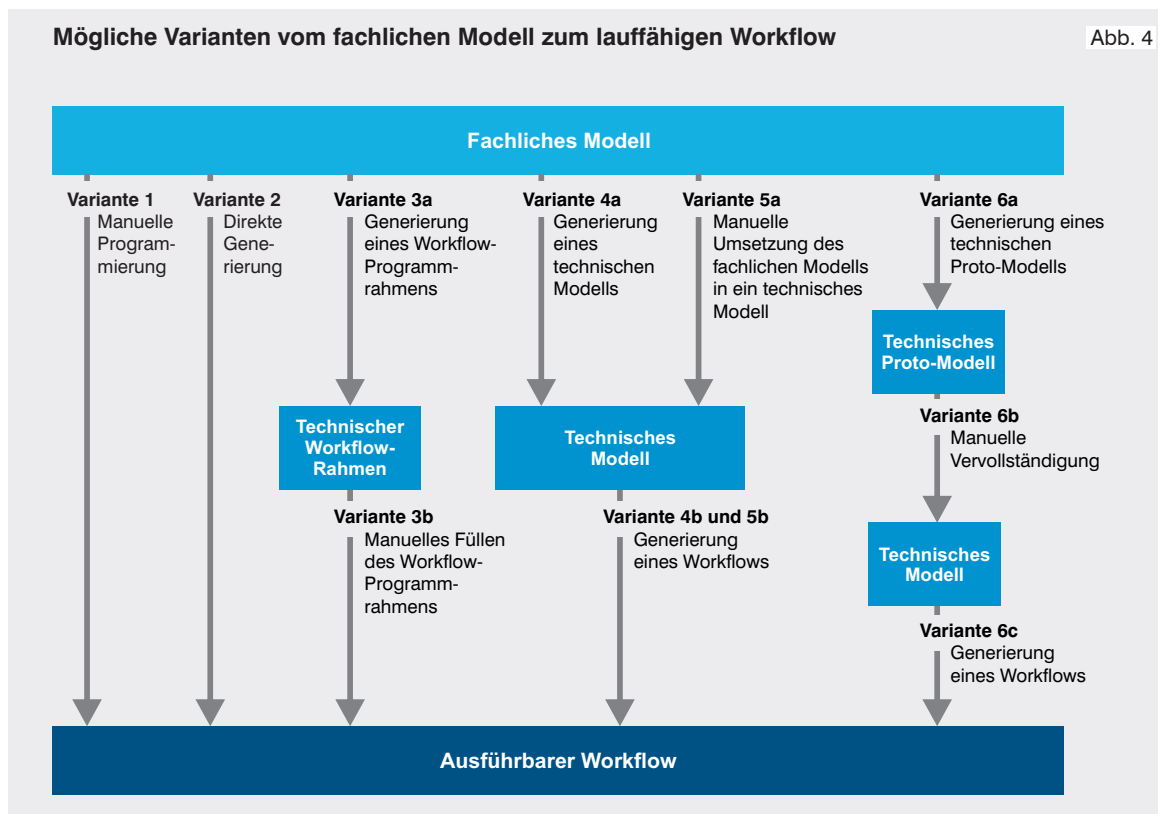 Mögliche Varianten vom fachlichen Modell zum lauffähigen Workflow
Abb. 4
Fachliches Modell
Variante 1
Manuelle
Program-
mierung
Variante 2
Direkte
Gene-
rierung
Variante 3a
Generierung
eines Workflow-
Programm-
rahmens
Variante 4a
Generierung
eines
technischen
Modells
Variante 5a
Manuelle
Umsetzung des
fachlichen Modells
in ein technisches
Modell
Variante 6a
Generierung eines
technischen
Proto-Modells
Technisches
Proto-Modell
Technischer
Workflow-
Rahmen
Technisches
Modell
Variante 6b
Manuelle
Vervollständigung
Variante 3b
Manuelles Füllen
des Workflow-
Programm-
rahmens
Variante 4b und 5b
Generierung
eines Workflows
Technisches
Modell
Variante 6c
Generierung
eines Workflows
Ausführbarer Workflow